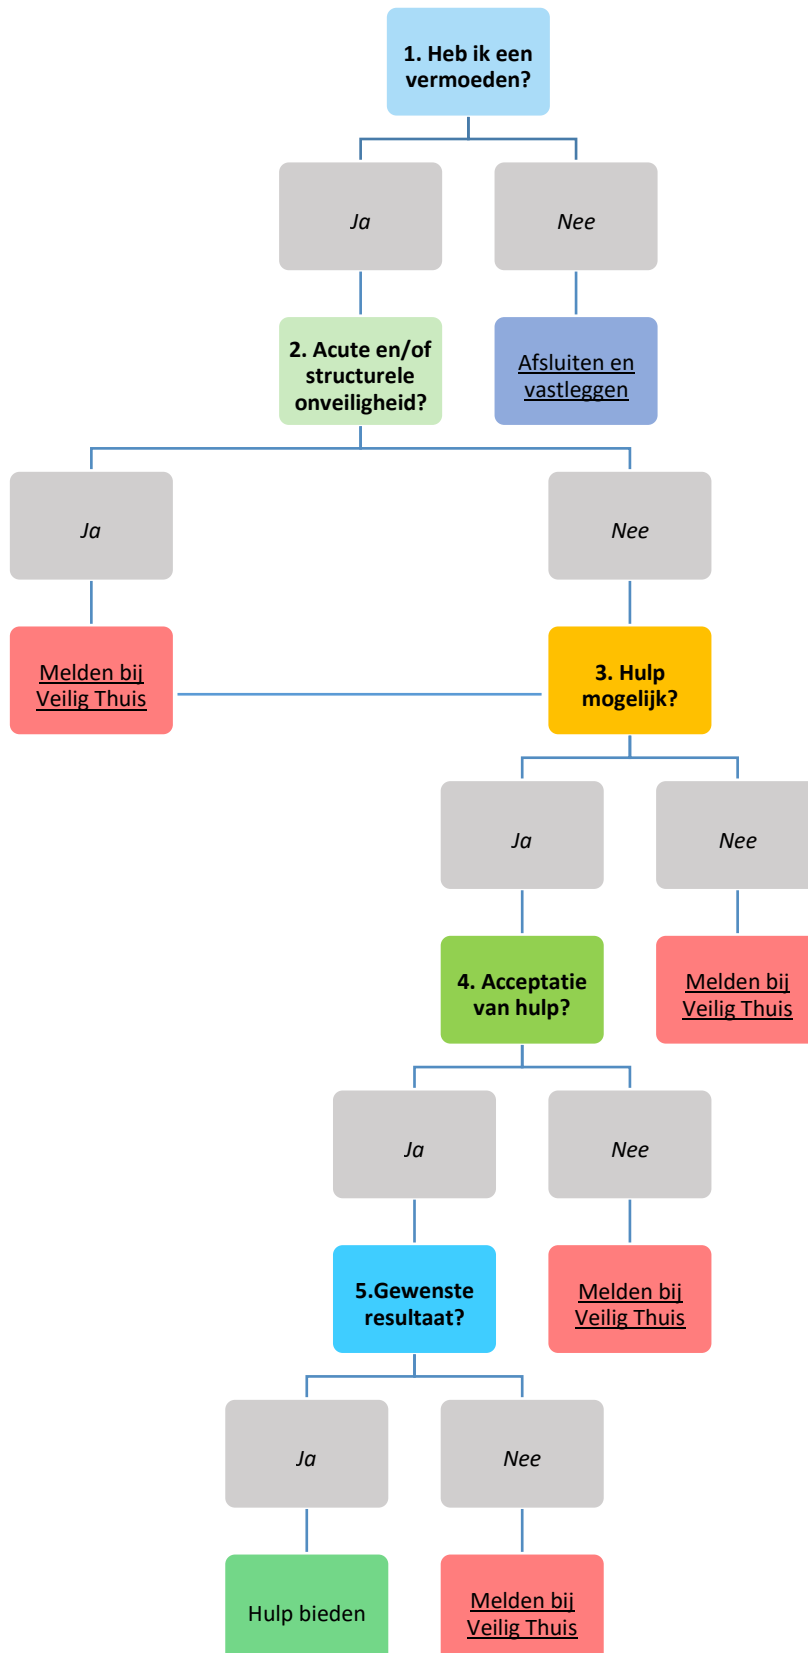 1. Heb ik een
vermoeden?
Ja
Nee
2. Acute en/of
structurele
onveiligheid?
Afsluiten en
vastleggen
Ja
Nee
Melden bij
Veilig Thuis
3. Hulp
mogelijk?
Ja
Nee
4. Acceptatie
van hulp?
Melden bij
Veilig Thuis
Ja
Nee
5.Gewenste
resultaat?
Melden bij
Veilig Thuis
Ja
Nee
Hulp bieden
Melden bij
Veilig Thuis